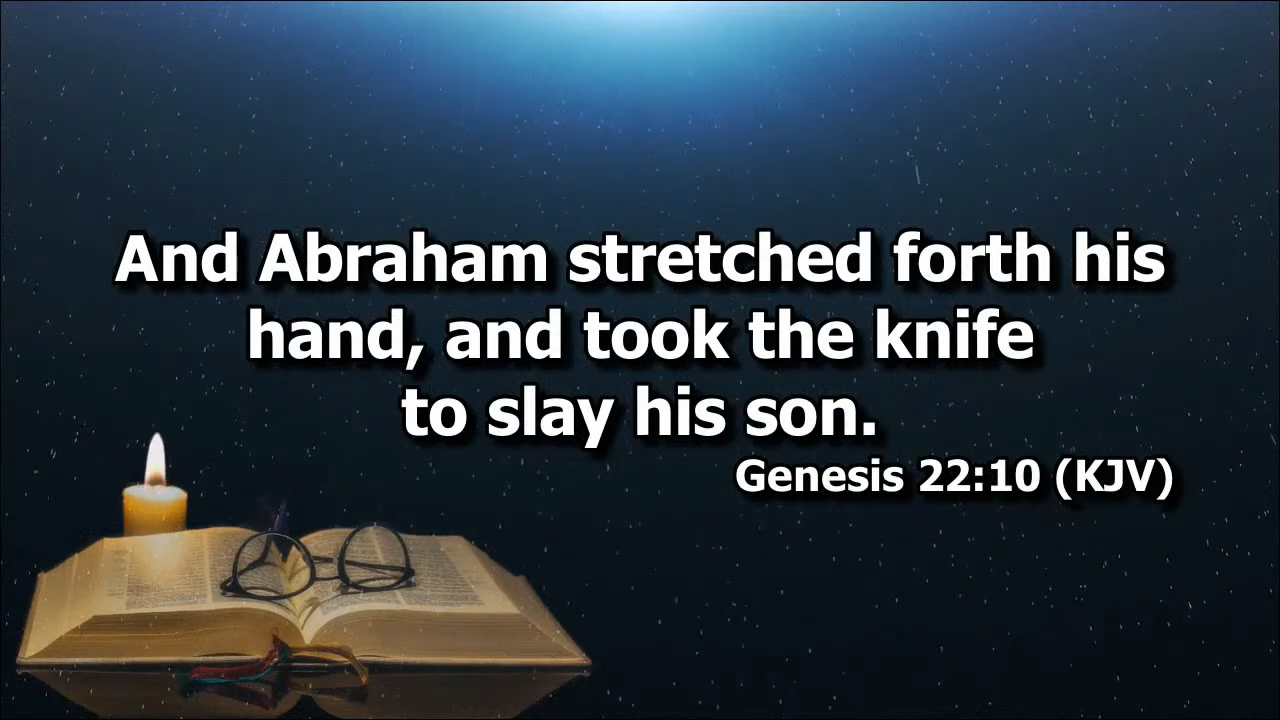 And Abraham stretched forth his
hand, and took the knife
to slay his son.
Genesis 22:10 (KJV)